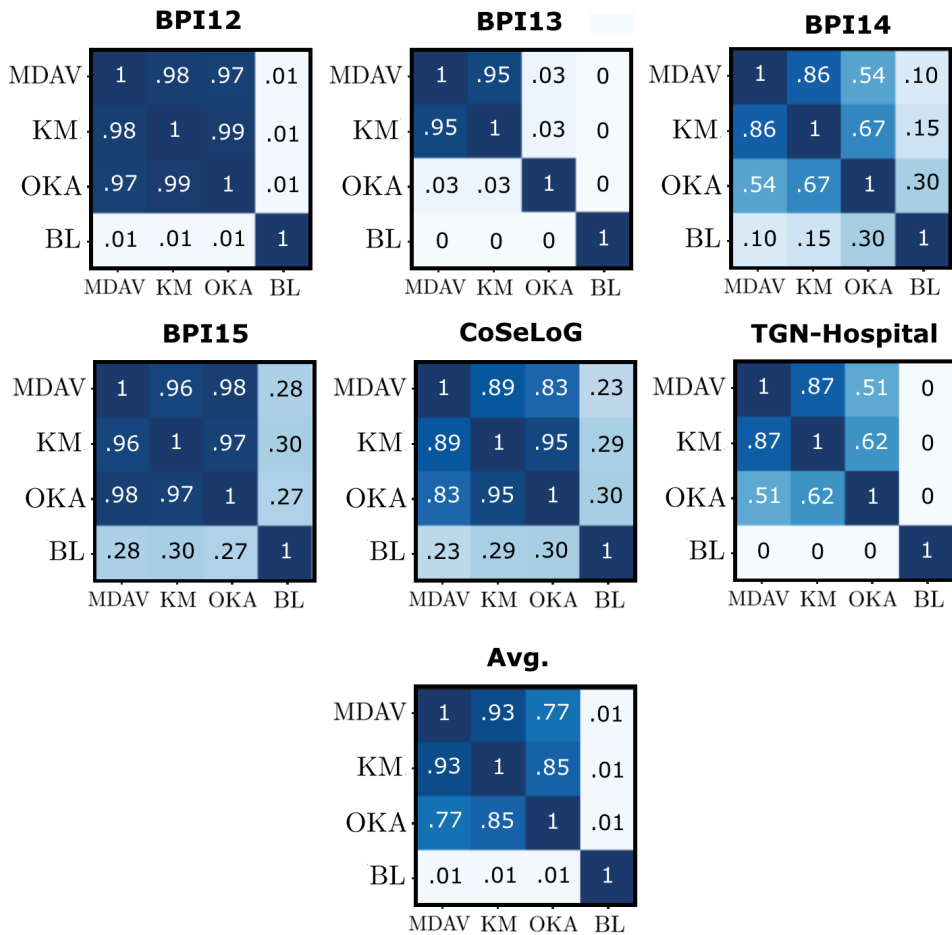 BPI12 BPI13 BPI14
MDAV 1 .98 .97 .01 1 .95 .03 0 MDAV 1 .86 .54 .10
KM .98 1 .99 .01 .95 1 .03 0 KM .86 1 .67 .15
OKA .97 .99 1 .01 .03 .03 1 0 OKA .54 .67 1 .30
BL .01 .01 .01 1 0 0 0 1 BL .10 .15 .30 1
MDAV KM OKA BL MDAV KM OKA BL MDAV KM OKA BL
BPI15 CoSeLoG TGN-Hospital
MDAV 1 .96 .98 .28 MDAV 1 .89 .83 .23 MDAV 1 .87 .51 0
KM .96 1 .97 .30 KM .89 1 .95 .29 KM .87 1 .62 0
OKA .98 .97 1 .27 OKA .83 .95 1 .30 OKA .51 .62 1 0
BL .28 .30 .27 1 BL .23 .29 .30 1 BL 0 0 0 1
MDAV KM OKA BL MDAV KM OKA BL MDAV KM OKA BL
Avg.
MDAV 1 .93 .77 .01
KM .93 1 .85 .01
OKA .77 .85 1 .01
BL .01 .01 .01 1
MDAV KM OKA BL